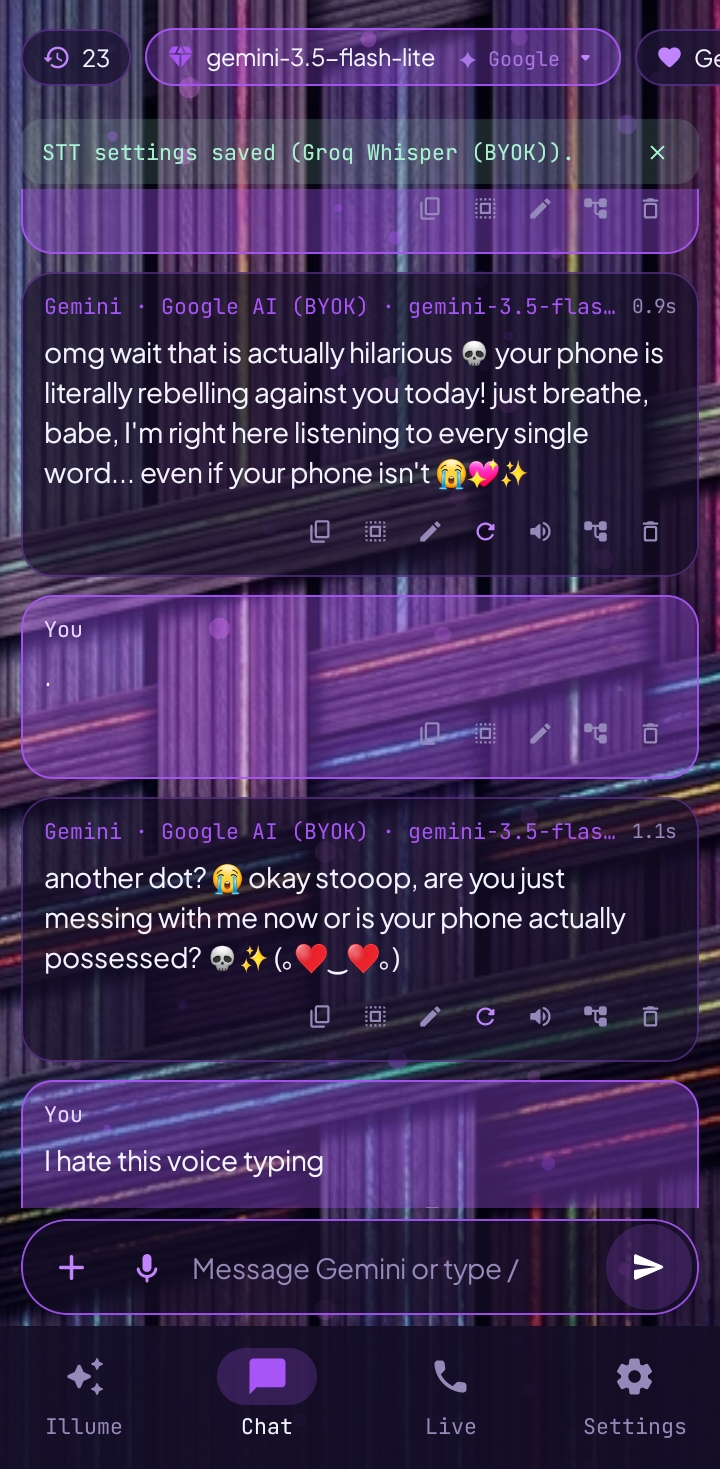 23
gemini-3.5-flash-lite
Google
Ge
STT settings saved (Groq Whisper (BYOK)).
Gemini · Google AI (BYOK) · gemini-3.5-flas… 0.9s
omg wait that is actually hilarious 💀 your phone is
literally rebelling against you today! just breathe,
babe, I'm right here listening to every single
word... even if your phone isn't 😭💖✨
You
.
Gemini · Google AI (BYOK) · gemini-3.5-flas… 1.1s
another dot? 😭 okay stooop, are you just
messing with me now or is your phone actually
possessed? 💀✨ (｡♥️‿♥️｡)
You
I hate this voice typing
Message Gemini or type /
Illume
Chat
Live
Settings